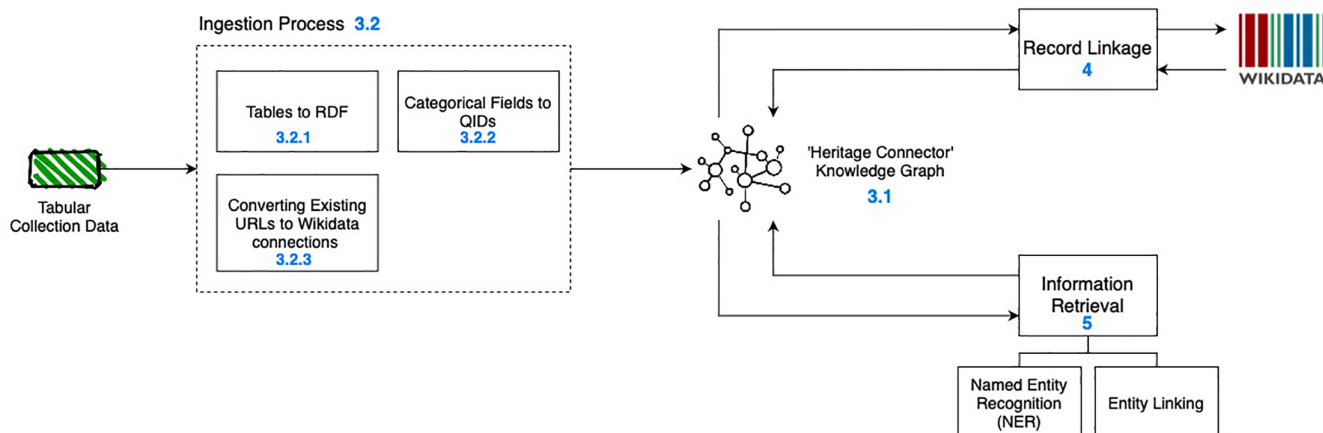 Ingestion Process 3.2
Tables to RDF
3.2.1
Categorical Fields to
QIDs
3.2.2
Converting Existing
URLs to Wikidata
connections
3.2.3
Tabular
Collection Data
'Heritage Connector'
Knowledge Graph
3.1
Record Linkage
4
WIKIDATA
Information
Retrieval
5
Named Entity
Recognition
(NER)
Entity Linking